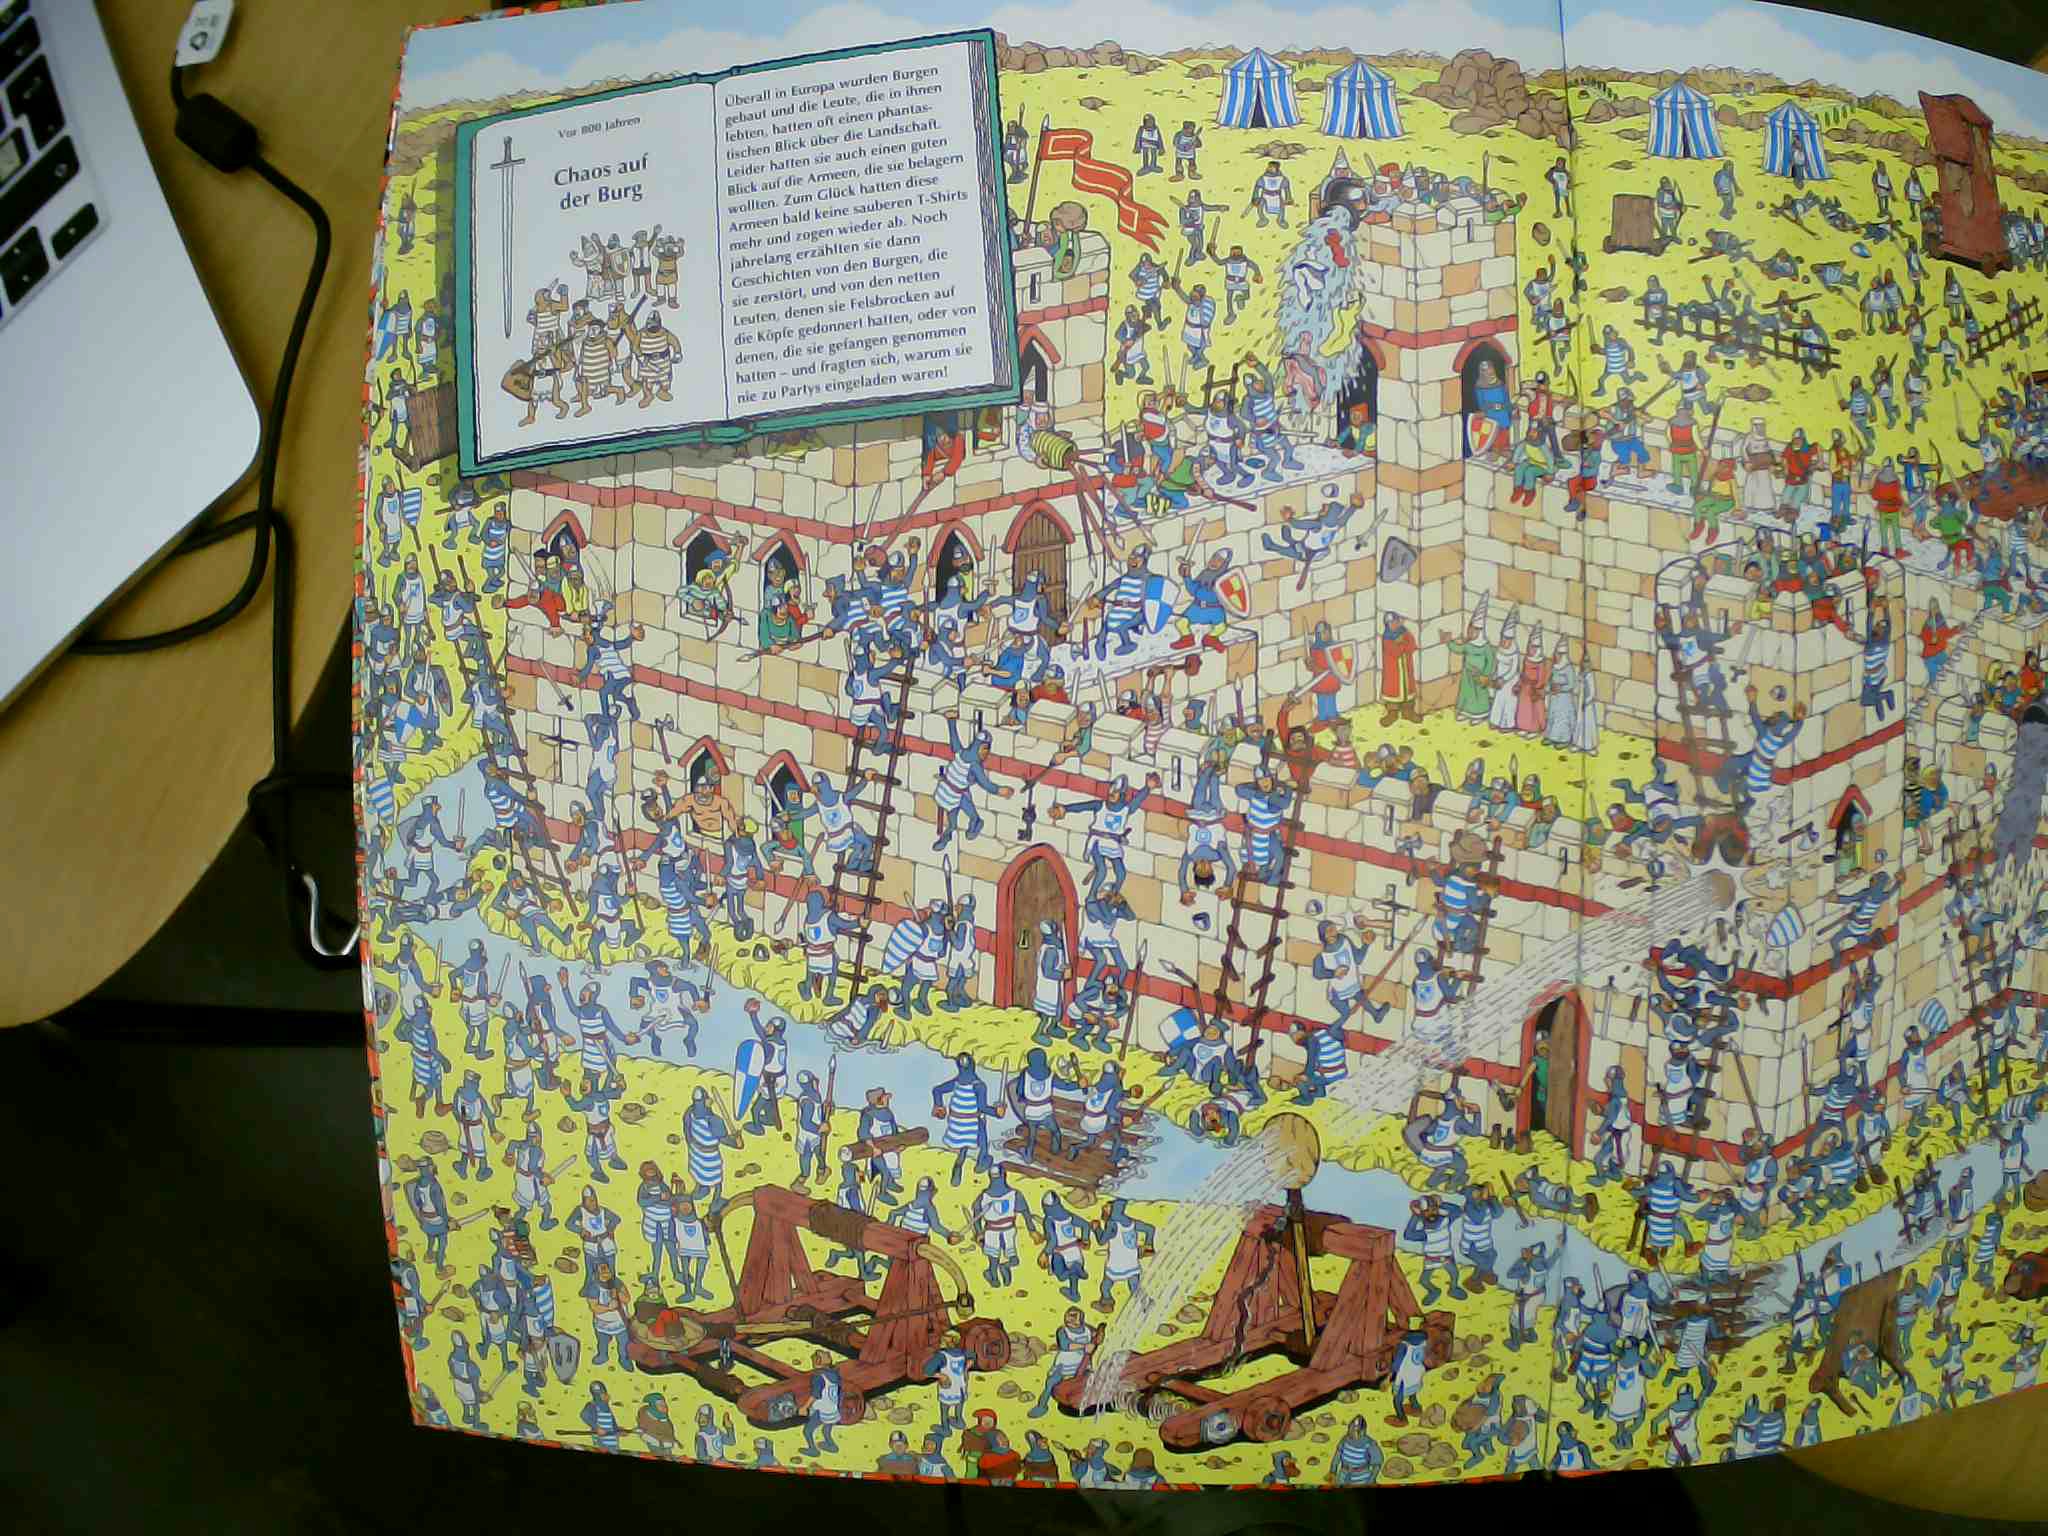 Vor 800 Jahren
Chaos auf
der Burg
Überall in Europa wurden Burgen
gebaut und die Leute, die in ihnen
lebten, hatten oft einen phantas-
tischen Blick über die Landschaft.
Leider hatten sie auch einen guten
Blick auf die Armeen, die sie belagern
wollten. Zum Glück hatten diese
Armeen bald keine sauberen T-Shirts
mehr und zogen wieder ab. Noch
jahrelang erzählten sie dann
Geschichten von den Burgen, die
sie zerstört, und von den netten
Leuten, denen sie Felsbrocken auf
die Köpfe gedonnert hatten, oder von
denen, die sie gefangen genommen
hatten – und fragten sich, warum sie
nie zu Partys eingeladen waren!